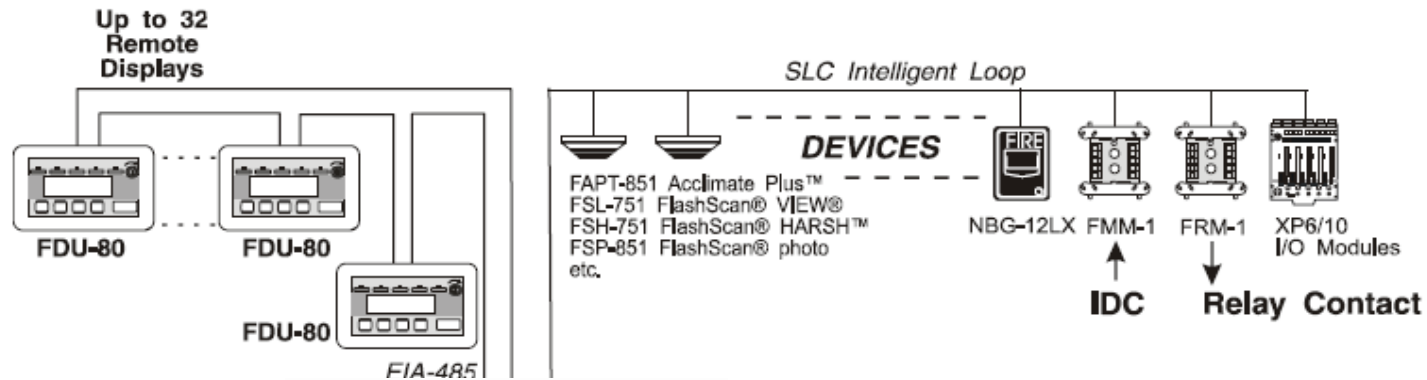 Up to 32
Remote
Displays
FDU-80
FDU-80
FDU-80
EIA-485
SLC Intelligent Loop
DEVICES
FAPT-851 Acclimate Plus™
FSL-751 FlashScan® VIEW®
FSH-751 FlashScan® HARSH™
FSP-851 FlashScan® photo
etc.
FIRE
NBG-12LX
FMM-1
FRM-1
XP6/10
I/O Modules
IDC
Relay Contact